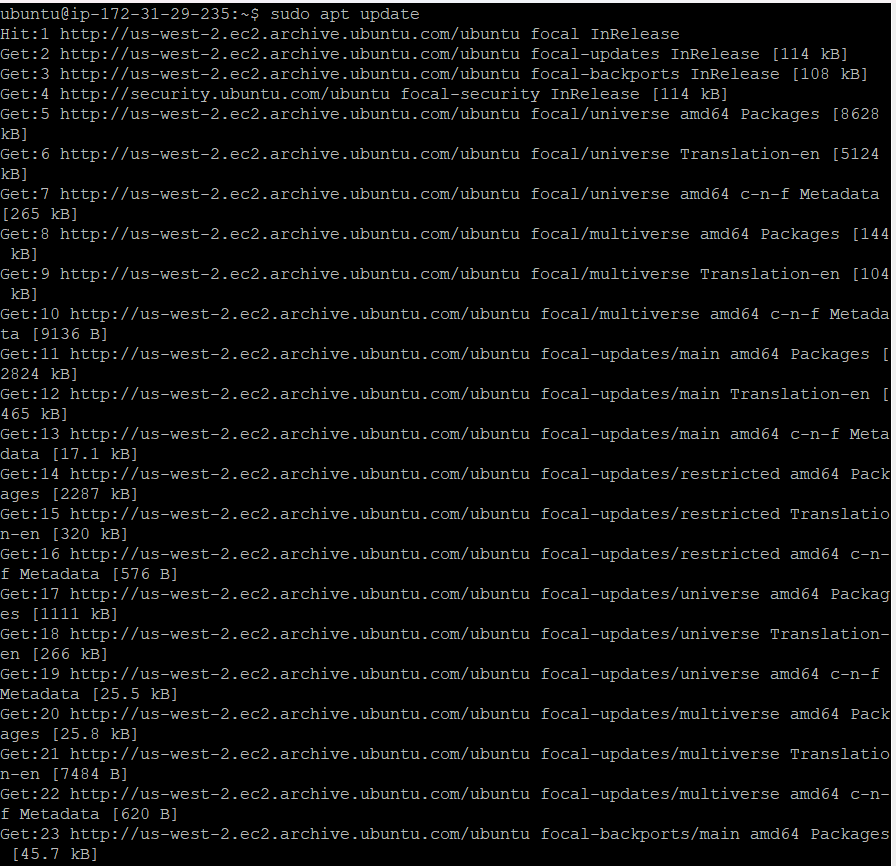 ubuntu@ip-172-31-29-235:~$ sudo apt update
Hit:1 http://us-west-2.ec2.archive.ubuntu.com/ubuntu focal InRelease
Get:2 http://us-west-2.ec2.archive.ubuntu.com/ubuntu focal-updates InRelease [114 kB]
Get:3 http://us-west-2.ec2.archive.ubuntu.com/ubuntu focal-backports InRelease [108 kB]
Get:4 http://security.ubuntu.com/ubuntu focal-security InRelease [114 kB]
Get:5 http://us-west-2.ec2.archive.ubuntu.com/ubuntu focal/universe amd64 Packages [8628
kB]
Get:6 http://us-west-2.ec2.archive.ubuntu.com/ubuntu focal/universe Translation-en [5124
kB]
Get:7 http://us-west-2.ec2.archive.ubuntu.com/ubuntu focal/universe amd64 c-n-f Metadata
[265 kB]
Get:8 http://us-west-2.ec2.archive.ubuntu.com/ubuntu focal/multiverse amd64 Packages [144
 kB]
Get:9 http://us-west-2.ec2.archive.ubuntu.com/ubuntu focal/multiverse Translation-en [104
 kB]
Get:10 http://us-west-2.ec2.archive.ubuntu.com/ubuntu focal/multiverse amd64 c-n-f Metada
ta [9136 B]
Get:11 http://us-west-2.ec2.archive.ubuntu.com/ubuntu focal-updates/main amd64 Packages [
2824 kB]
Get:12 http://us-west-2.ec2.archive.ubuntu.com/ubuntu focal-updates/main Translation-en [
465 kB]
Get:13 http://us-west-2.ec2.archive.ubuntu.com/ubuntu focal-updates/main amd64 c-n-f Meta
data [17.1 kB]
Get:14 http://us-west-2.ec2.archive.ubuntu.com/ubuntu focal-updates/restricted amd64 Pack
ages [2287 kB]
Get:15 http://us-west-2.ec2.archive.ubuntu.com/ubuntu focal-updates/restricted Translatio
n-en [320 kB]
Get:16 http://us-west-2.ec2.archive.ubuntu.com/ubuntu focal-updates/restricted amd64 c-n-
f Metadata [576 B]
Get:17 http://us-west-2.ec2.archive.ubuntu.com/ubuntu focal-updates/universe amd64 Packag
es [1111 kB]
Get:18 http://us-west-2.ec2.archive.ubuntu.com/ubuntu focal-updates/universe Translation-
en [266 kB]
Get:19 http://us-west-2.ec2.archive.ubuntu.com/ubuntu focal-updates/universe amd64 c-n-f
Metadata [25.5 kB]
Get:20 http://us-west-2.ec2.archive.ubuntu.com/ubuntu focal-updates/multiverse amd64 Pack
ages [25.8 kB]
Get:21 http://us-west-2.ec2.archive.ubuntu.com/ubuntu focal-updates/multiverse Translatio
n-en [7484 B]
Get:22 http://us-west-2.ec2.archive.ubuntu.com/ubuntu focal-updates/multiverse amd64 c-n-
f Metadata [620 B]
Get:23 http://us-west-2.ec2.archive.ubuntu.com/ubuntu focal-backports/main amd64 Packages
 [45.7 kB]